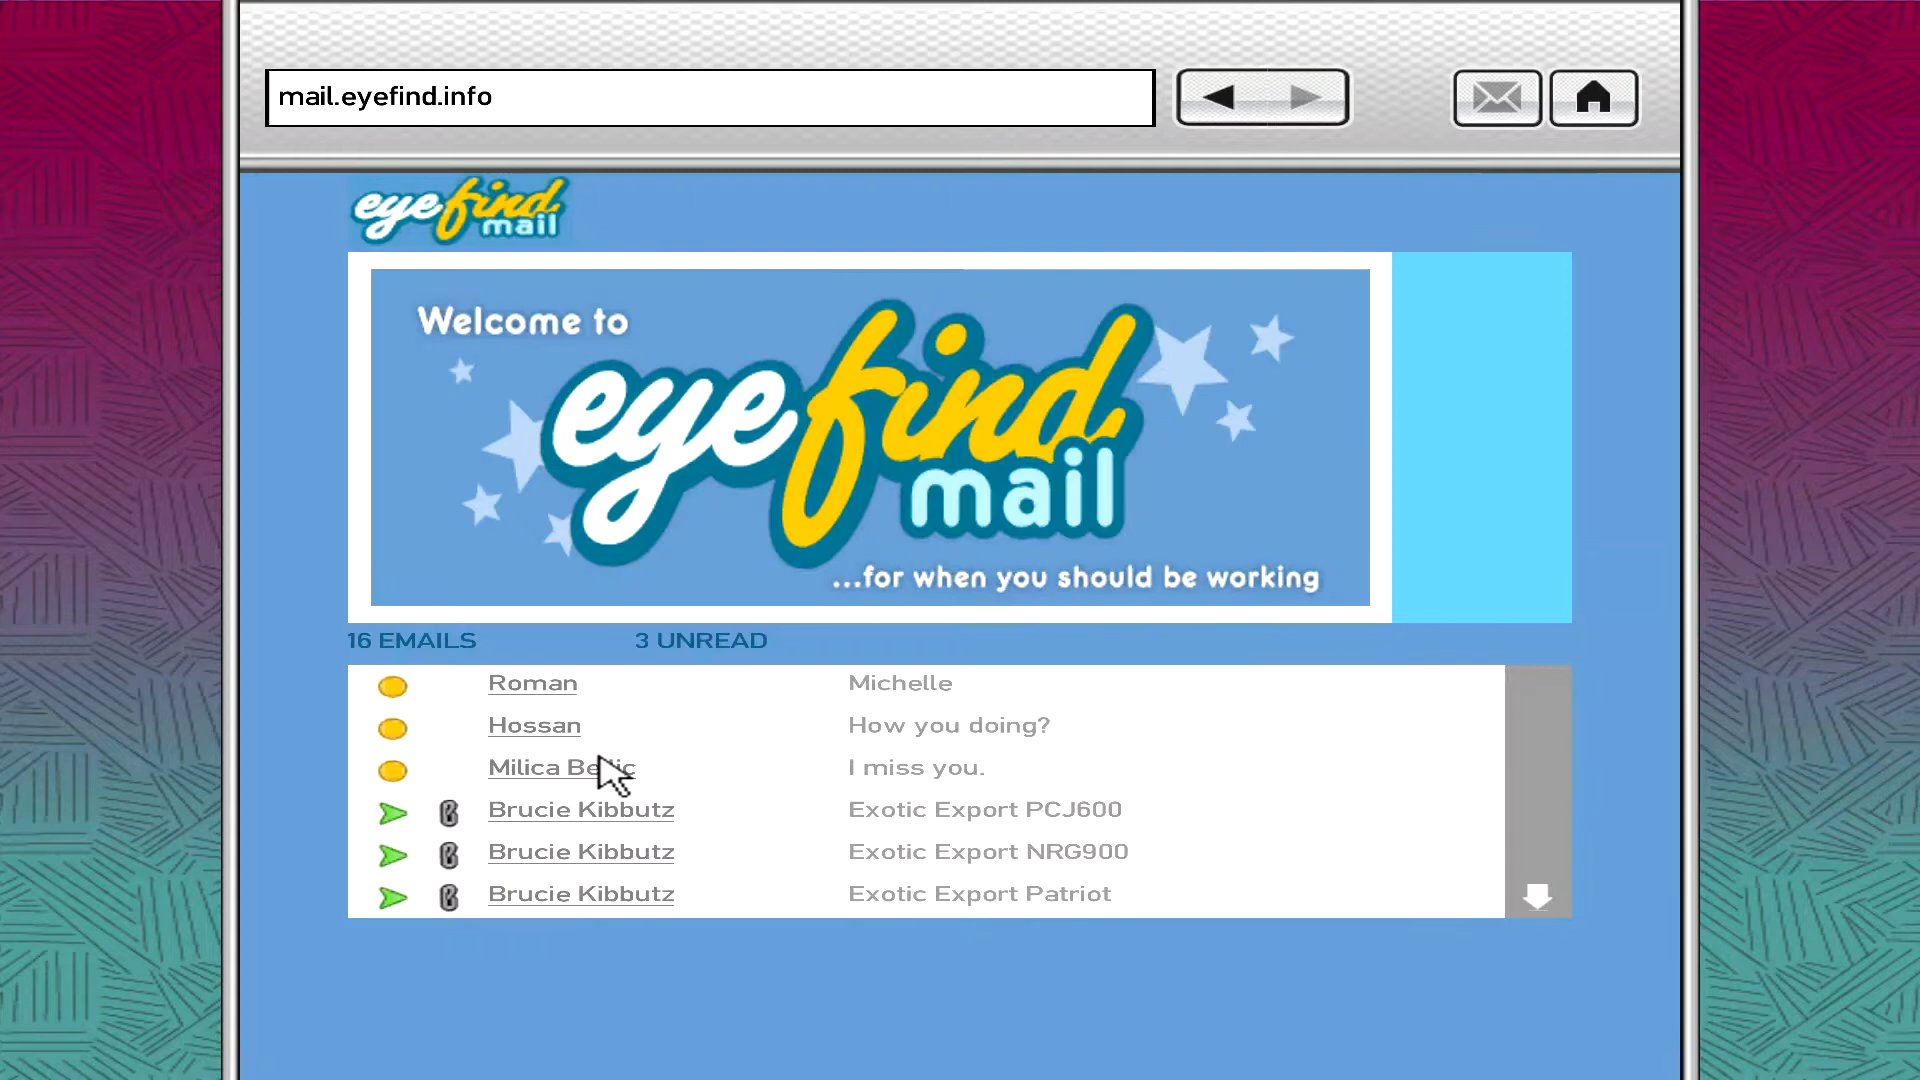 mail.eyefind.info
eyefind mail
Welcome to
eyefind
mail
...for when you should be working
16 EMAILS 3 UNREAD
Roman Michelle
Hossan How you doing?
Milica Bellic I miss you.
Brucie Kibbutz Exotic Export PCJ600
Brucie Kibbutz Exotic Export NRG900
Brucie Kibbutz Exotic Export Patriot